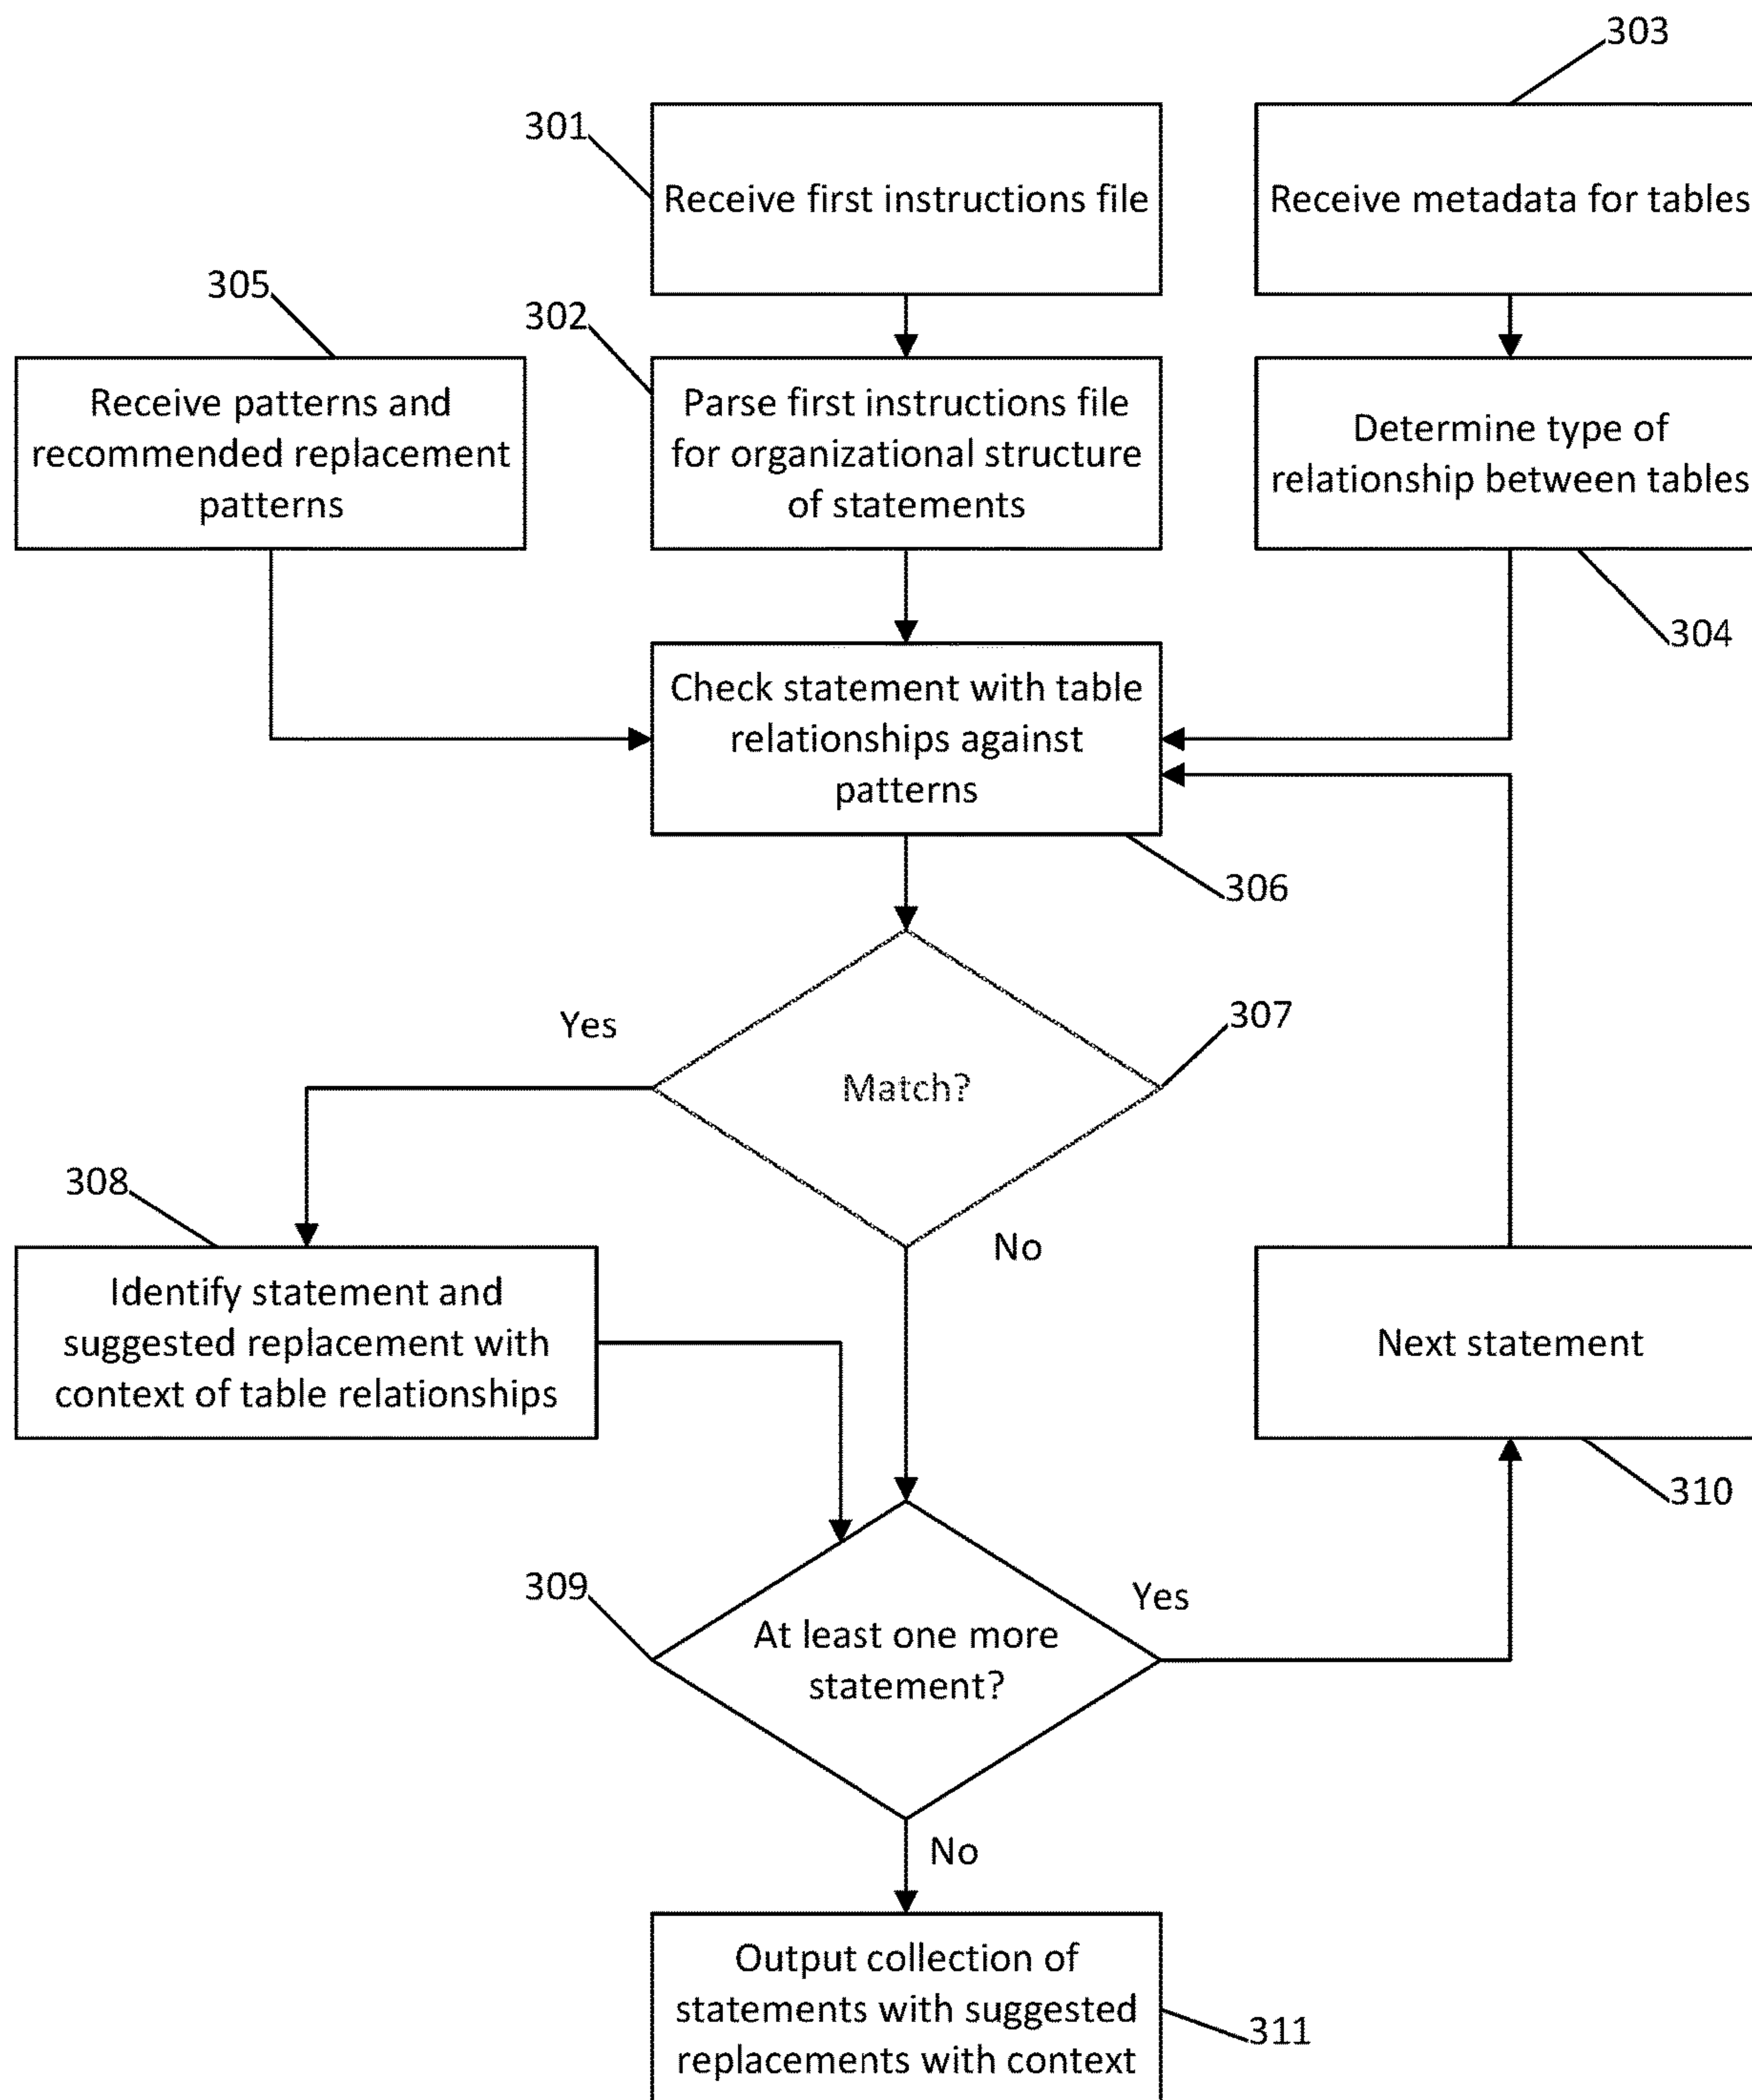 303
301
Receive first instructions file
Receive metadata for tables
305
302
Receive patterns and
recommended replacement
patterns
Parse first instructions file
for organizational structure
of statements
Determine type of
relationship between tables
304
Check statement with table
relationships against
patterns
306
Yes
307
Match?
308
No
Identify statement and
suggested replacement with
context of table relationships
Next statement
310
309
Yes
At least one more
statement?
No
Output collection of
statements with suggested
replacements with context
311